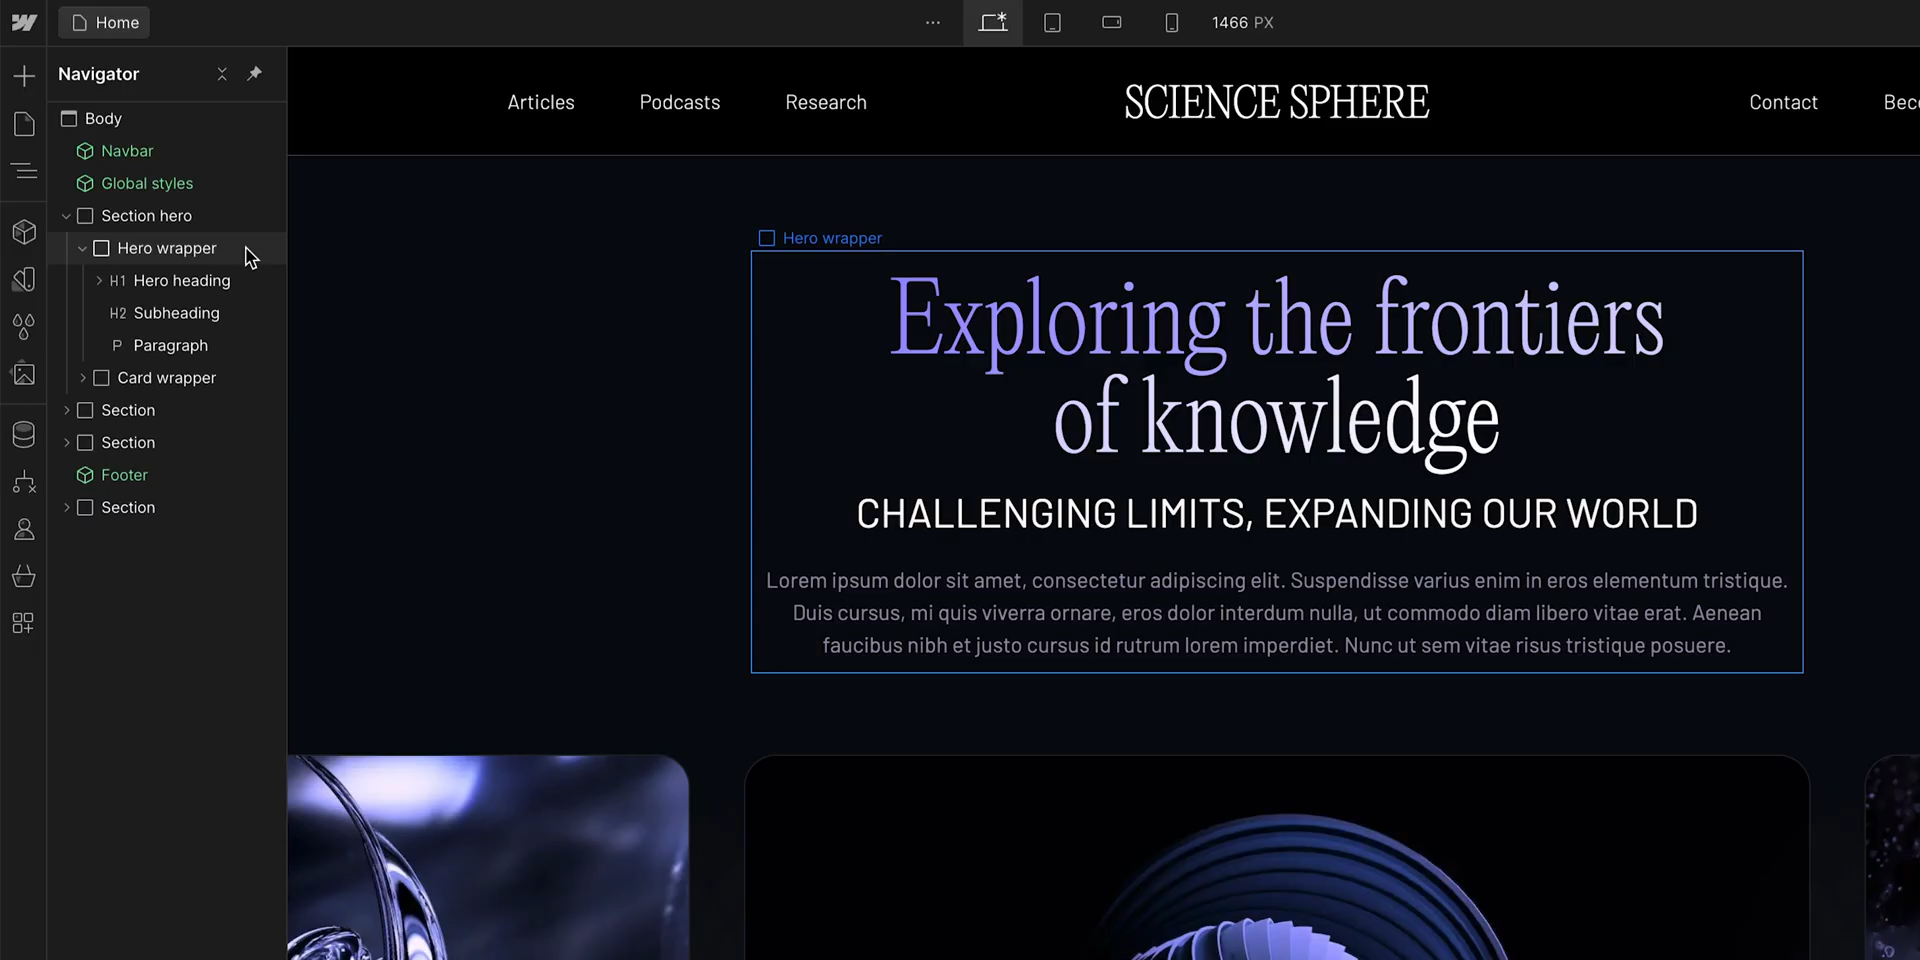 Home
1466 PX
Navigator
Body
Navbar
Global styles
Section hero
Hero wrapper
H1 Hero heading
H2 Subheading
P Paragraph
Card wrapper
Section
Section
Footer
Section
Articles Podcasts Research SCIENCE SPHERE Contact Beco
Hero wrapper
Exploring the frontiers
of knowledge
CHALLENGING LIMITS, EXPANDING OUR WORLD
Lorem ipsum dolor sit amet, consectetur adipiscing elit. Suspendisse varius enim in eros elementum tristique.
Duis cursus, mi quis viverra ornare, eros dolor interdum nulla, ut commodo diam libero vitae erat. Aenean
faucibus nibh et justo cursus id rutrum lorem imperdiet. Nunc ut sem vitae risus tristique posuere.